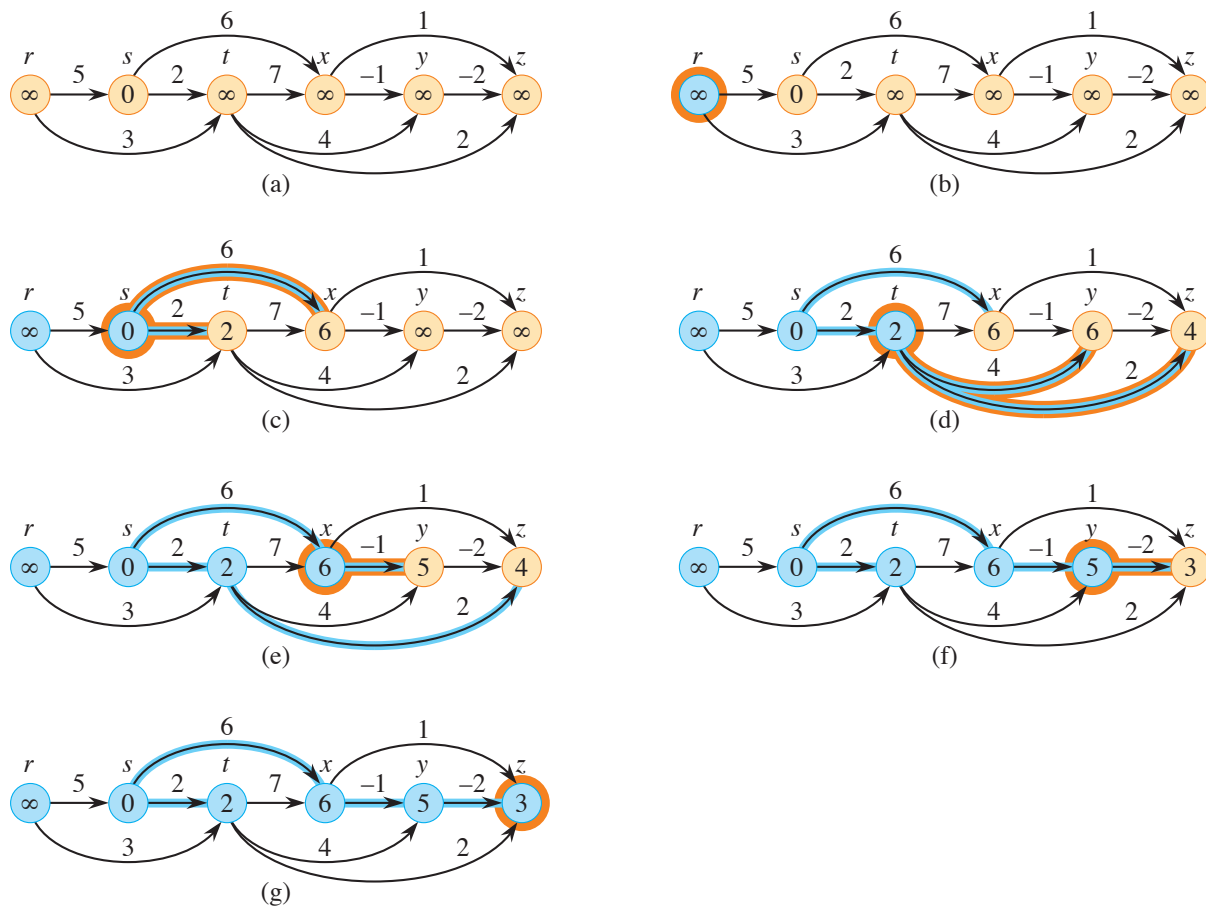 6 1
r s t x y z
5 2 7 –1 –2
∞ 0 ∞ ∞ ∞ ∞
3 4 2
(a)
6 1
r s t x y z
5 2 7 –1 –2
∞ 0 ∞ ∞ ∞ ∞
3 4 2
(b)
6 1
r s t x y z
5 2 7 –1 –2
∞ 0 2 6 ∞ ∞
3 4 2
(c)
6 1
r s t x y z
5 2 7 –1 –2
∞ 0 2 6 6 4
3 4 2
(d)
6 1
r s t x y z
5 2 7 –1 –2
∞ 0 2 6 5 4
3 4 2
(e)
6 1
r s t x y z
5 2 7 –1 –2
∞ 0 2 6 5 3
3 4 2
(f)
6 1
r s t x y z
5 2 7 –1 –2
∞ 0 2 6 5 3
3 4 2
(g)